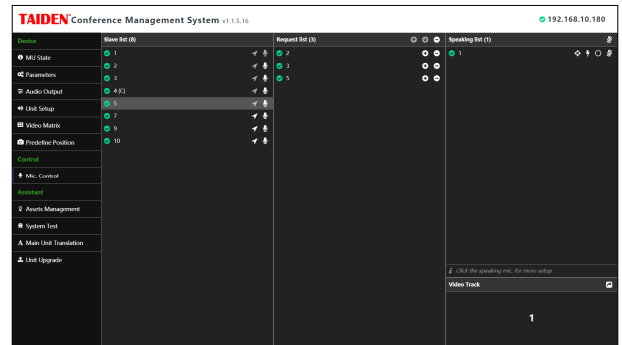 TAIDEN Conference Management System v1.1.5.16
192.168.10.180
Device
MU State
Parameters
Audio Output
Unit Setup
Video Matrix
Predefine Position
Control
Mic. Control
Assistant
Assets Management
System Test
Main Unit Translation
Unit Upgrade
Slave list (8)
1
2
3
4 (C)
5
7
9
10
Request list (3)
2
3
5
Speaking list (1)
1
Click the speaking mic. for more setup.
Video Track
1